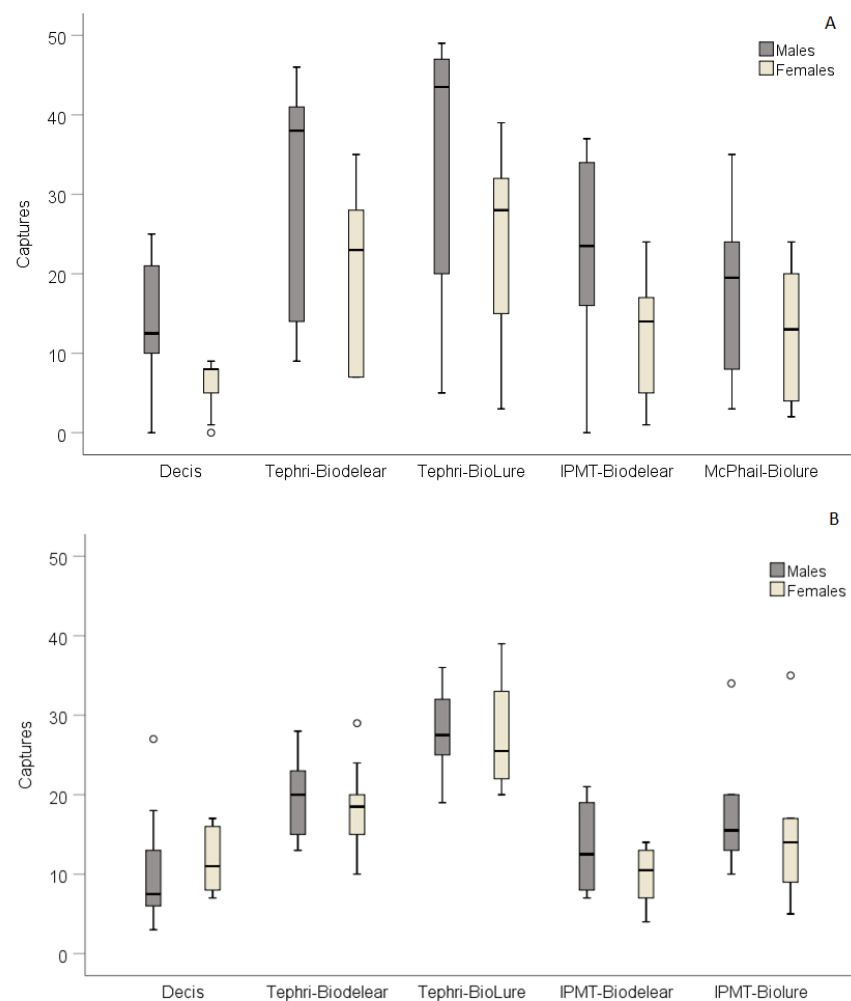 A
Males
Females
50
40
30
20
10
0
Captures
Decis Tephri-Biodelear Tephri-BioLure IPMT-Biodelear McPhail-Biolure
B
Males
Females
50
40
30
20
10
0
Captures
Decis Tephri-Biodelear Tephri-BioLure IPMT-Biodelear IPMT-Biolure